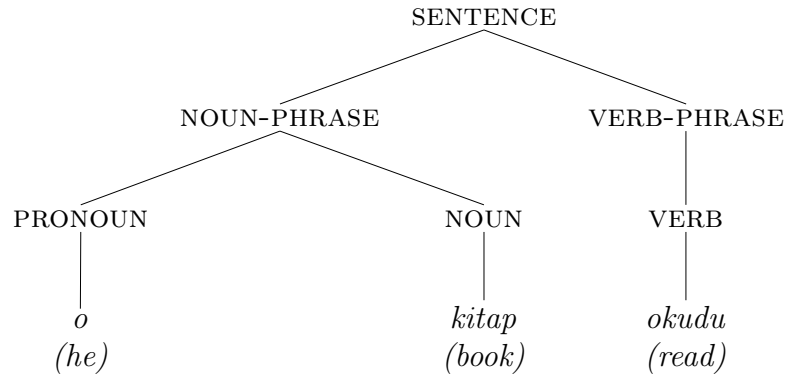 SENTENCE
NOUN-PHRASE VERB-PHRASE
PRONOUN NOUN VERB
o kitap okudu
(he) (book) (read)